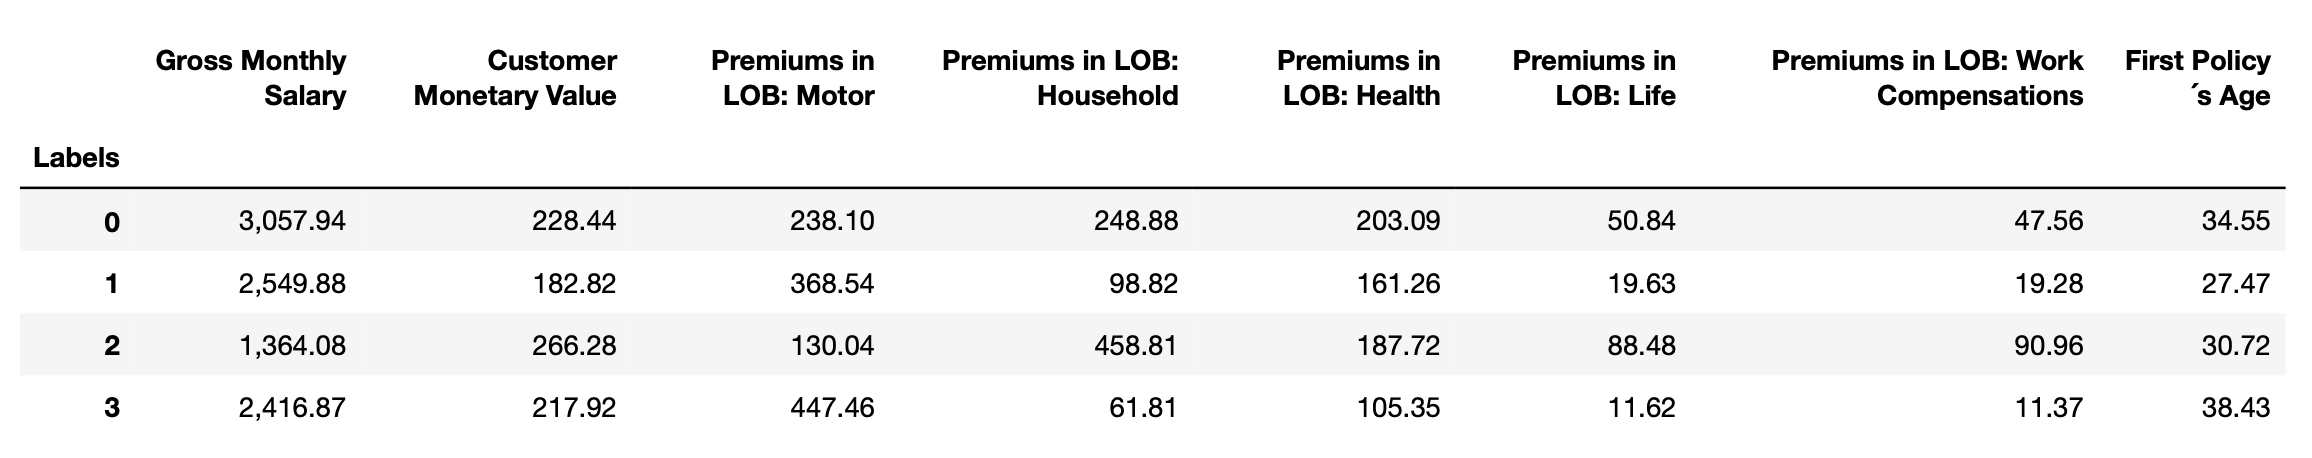 Gross Monthly Salary Customer Monetary Value Premiums in LOB: Motor Premiums in LOB: Household Premiums in LOB: Health Premiums in LOB: Life Premiums in LOB: Work Compensations First Policy ´s Age
Labels
0 3,057.94 228.44 238.10 248.88 203.09 50.84 47.56 34.55
1 2,549.88 182.82 368.54 98.82 161.26 19.63 19.28 27.47
2 1,364.08 266.28 130.04 458.81 187.72 88.48 90.96 30.72
3 2,416.87 217.92 447.46 61.81 105.35 11.62 11.37 38.43